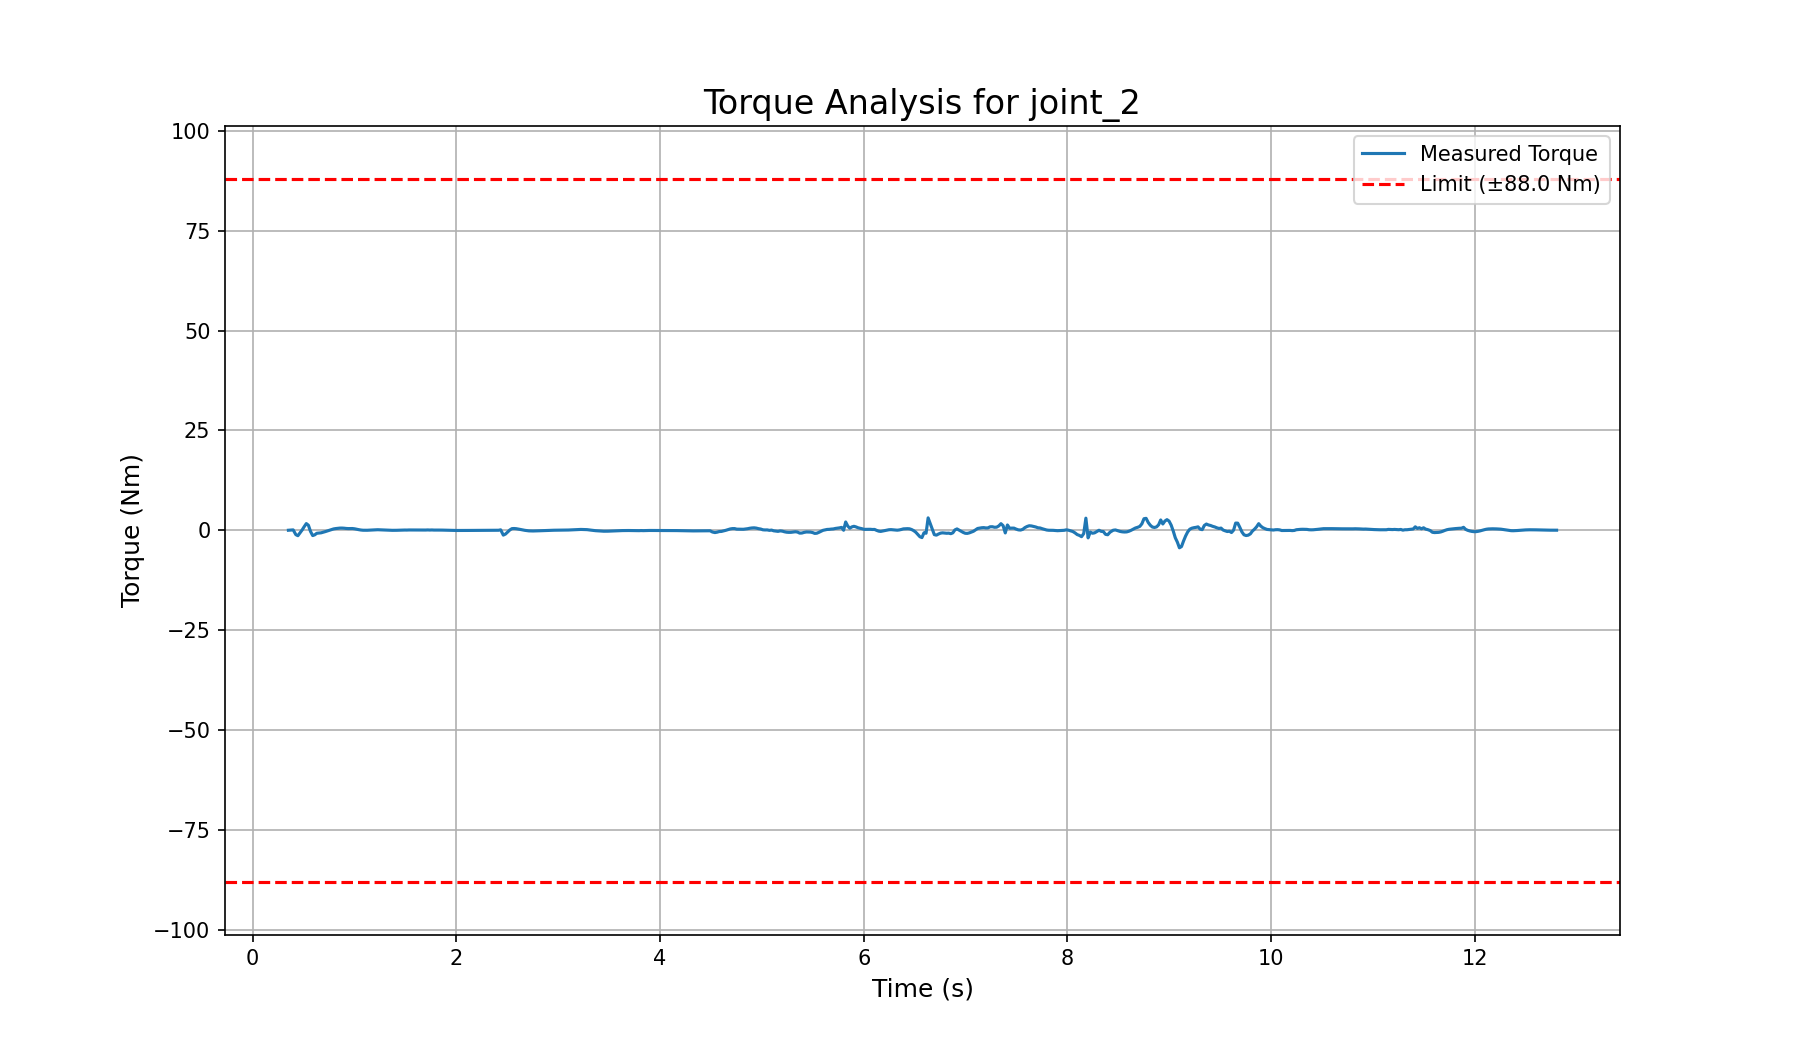 Torque Analysis for joint_2
Measured Torque
Limit (±88.0 Nm)
Torque (Nm)
100
75
50
25
0
−25
−50
−75
−100
0 2 4 6 8 10 12
Time (s)